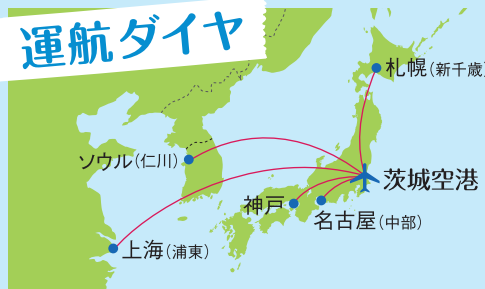 運航ダイヤ
札幌(新千歳)
ソウル(仁川)
茨城空港
神戸
名古屋(中部)
上海(浦東)